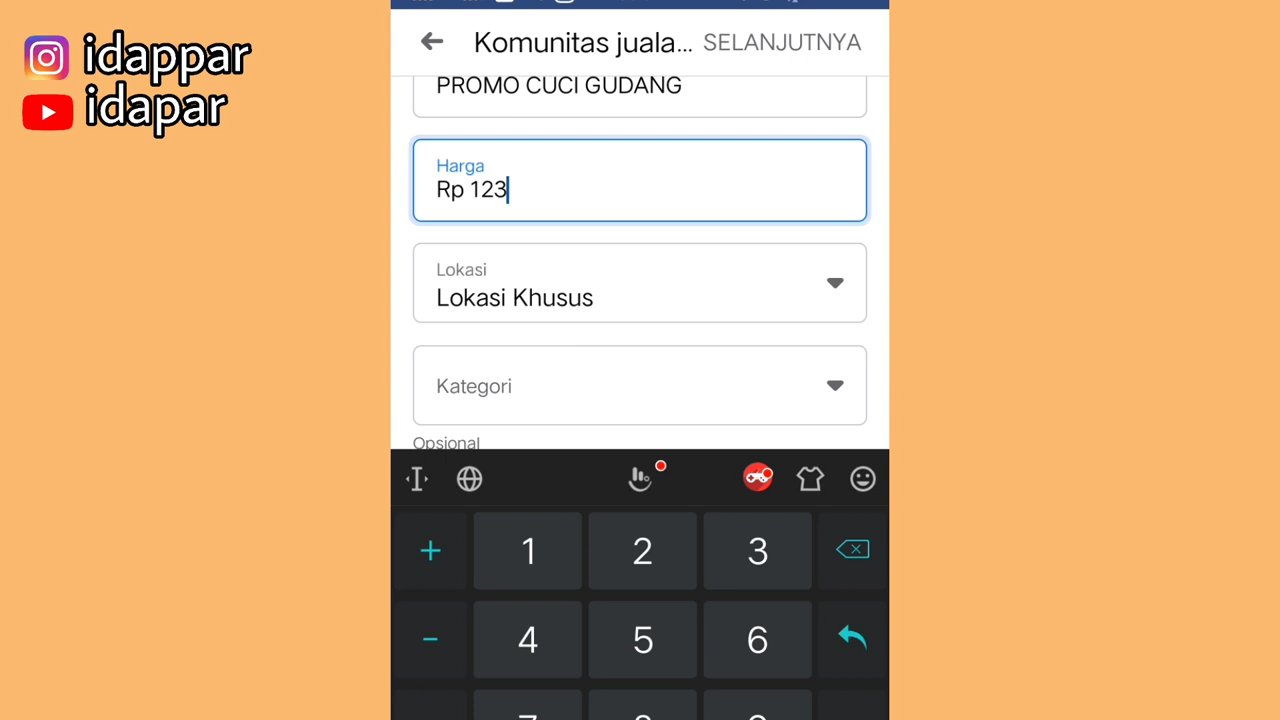 idappar
idapar
Komunitas juala... SELANJUTNYA
PROMO CUCI GUDANG
Harga
Rp 123
Lokasi
Lokasi Khusus
Kategori
Opsional
+ 1 2 3
- 4 5 6